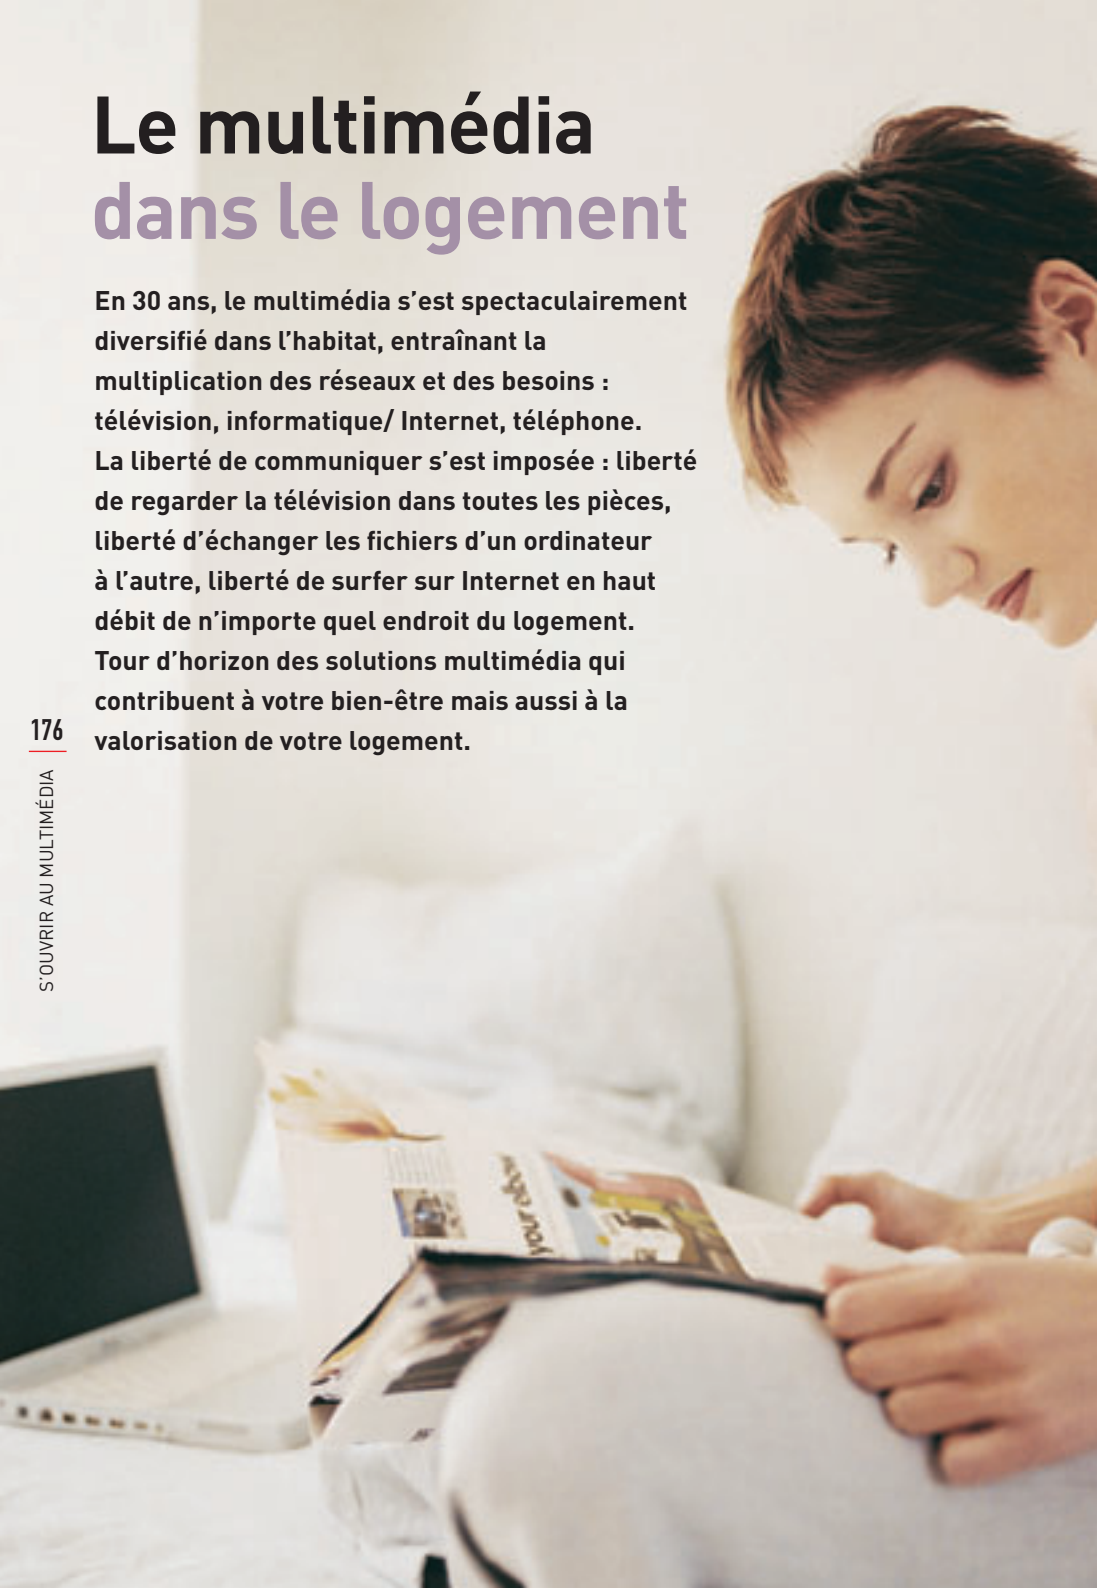 Le multimédia
dans le logement
En 30 ans, le multimédia s’est spectaculairement
diversifié dans l’habitat, entraînant la
multiplication des réseaux et des besoins :
télévision, informatique/ Internet, téléphone.
La liberté de communiquer s’est imposée : liberté
de regarder la télévision dans toutes les pièces,
liberté d’échanger les fichiers d’un ordinateur
à l’autre, liberté de surfer sur Internet en haut
débit de n’importe quel endroit du logement.
Tour d’horizon des solutions multimédia qui
contribuent à votre bien-être mais aussi à la
valorisation de votre logement.
176
S’OUVRIR AU MULTIMÉDIA
your